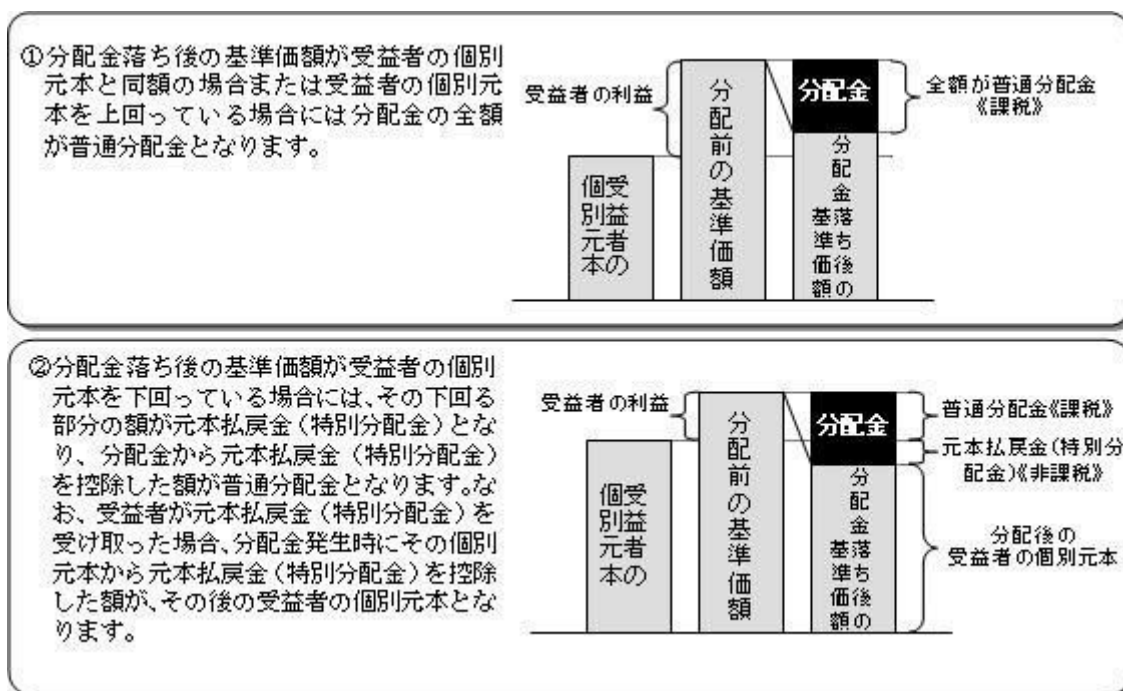 ①分配金落ち後の基準価額が受益者の個別
元本と同額の場合または受益者の個別元
本を上回っている場合には分配金の全額
が普通分配金となります。
受益者の利益
受益者の
個別元本
分配前の基準価額
分配金
分配金落ち後の
基準価額
全額が普通分配金
《課税》
②分配金落ち後の基準価額が受益者の個別
元本を下回っている場合には、その下回る
部分の額が元本払戻金(特別分配金)とな
り、分配金から元本払戻金(特別分配金)
を控除した額が普通分配金となります。な
お、受益者が元本払戻金(特別分配金)を
受け取った場合、分配金発生時にその個別
元本から元本払戻金(特別分配金)を控除
した額が、その後の受益者の個別元本とな
ります。
受益者の利益
受益者の
個別元本
分配前の基準価額
分配金
分配金落ち後の
基準価額
普通分配金《課税》
元本払戻金(特別分
配金)《非課税》
分配後の
受益者の個別元本